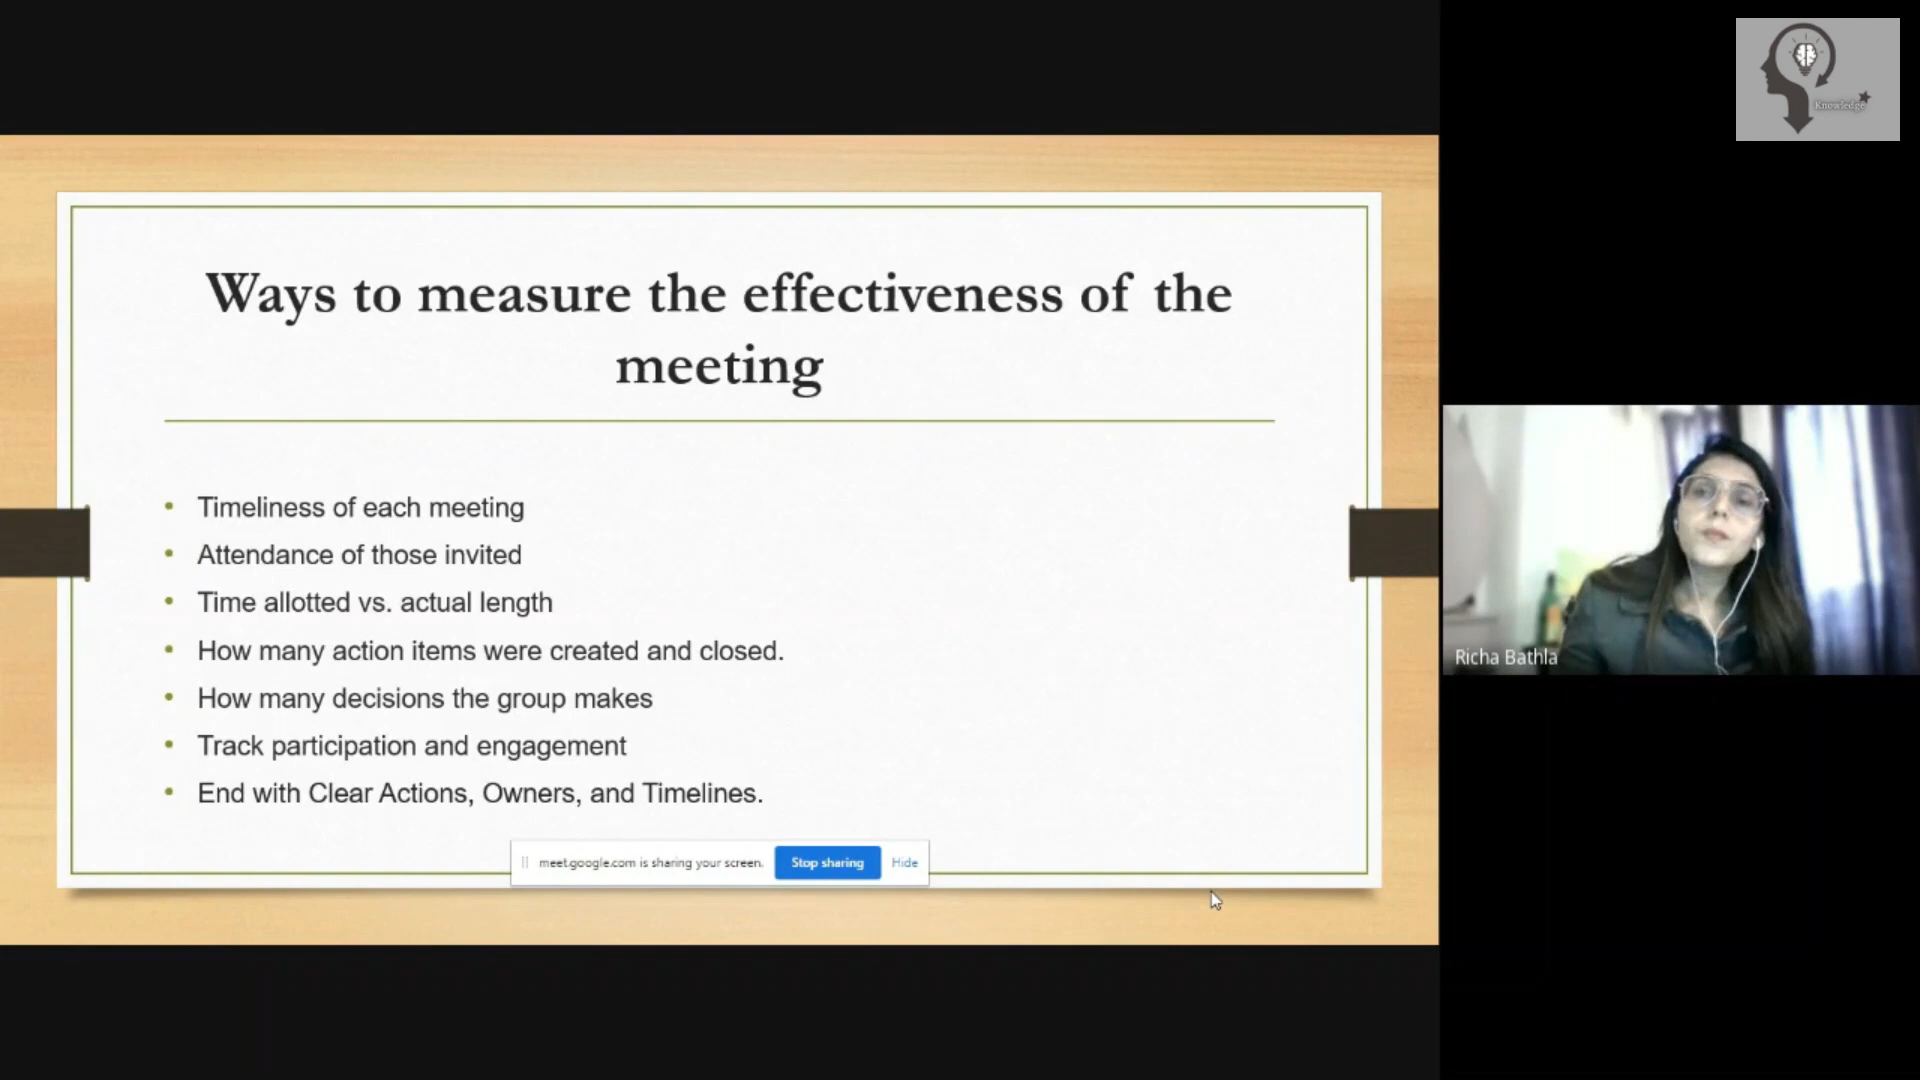 Knowledge
Ways to measure the effectiveness of the
meeting
• Timeliness of each meeting
• Attendance of those invited
• Time allotted vs. actual length
• How many action items were created and closed.
• How many decisions the group makes
• Track participation and engagement
• End with Clear Actions, Owners, and Timelines.
meet.google.com is sharing your screen. Stop sharing Hide
Richa Bathla